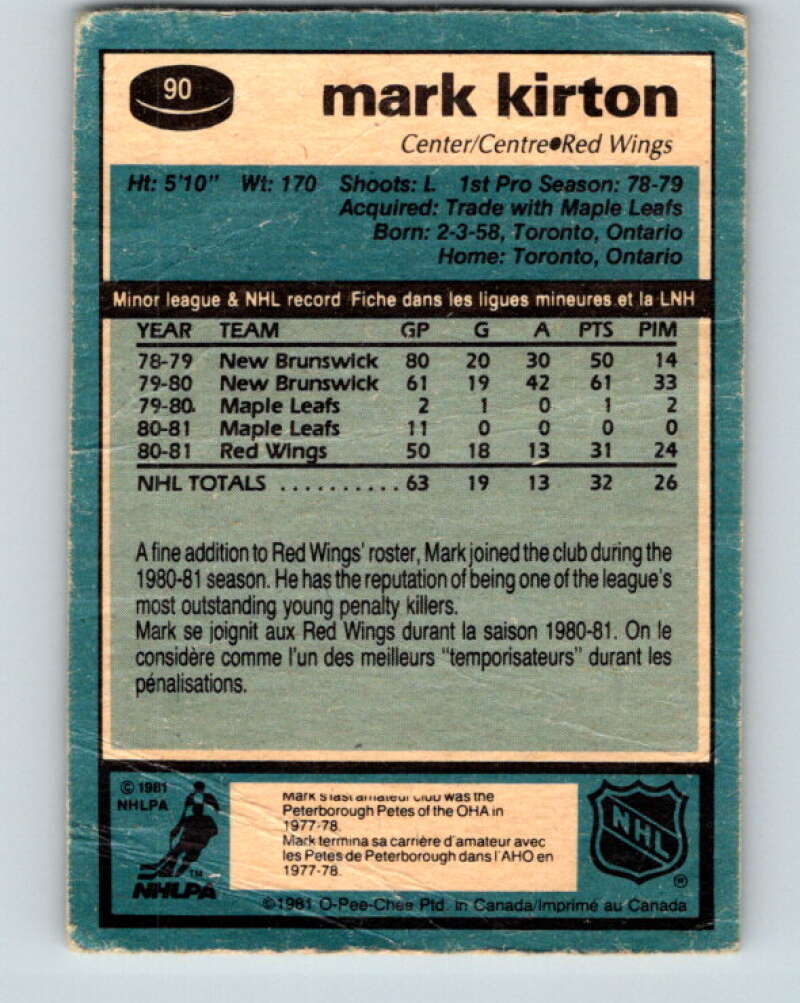 90
mark kirton
Center/Centre●Red Wings
Ht: 5'10" Wt: 170 Shoots: L 1st Pro Season: 78-79
Acquired: Trade with Maple Leafs
Born: 2-3-58, Toronto, Ontario
Home: Toronto, Ontario
Minor league & NHL record Fiche dans les ligues mineures et la LNH
YEAR TEAM GP G A PTS PIM
78-79 New Brunswick 80 20 30 50 14
79-80 New Brunswick 61 19 42 61 33
79-80 Maple Leafs 2 1 0 1 2
80-81 Maple Leafs 11 0 0 0 0
80-81 Red Wings 50 18 13 31 24
NHL TOTALS .......... 63 19 13 32 26
A fine addition to Red Wings' roster, Mark joined the club during the
1980-81 season. He has the reputation of being one of the league's
most outstanding young penalty killers.
Mark se joignit aux Red Wings durant la saison 1980-81. On le
considère comme l'un des meilleurs "temporisateurs" durant les
pénalisations.
© 1981
NHLPA
TM
NHLPA
Mark's last amateur club was the
Peterborough Petes of the OHA in
1977-78.
Mark termina sa carrière d'amateur avec
les Petes de Peterborough dans l'AHO en
1977-78.
NHL
®
©1981 O-Pee-Chee Ptd. in Canada/Imprimé au Canada